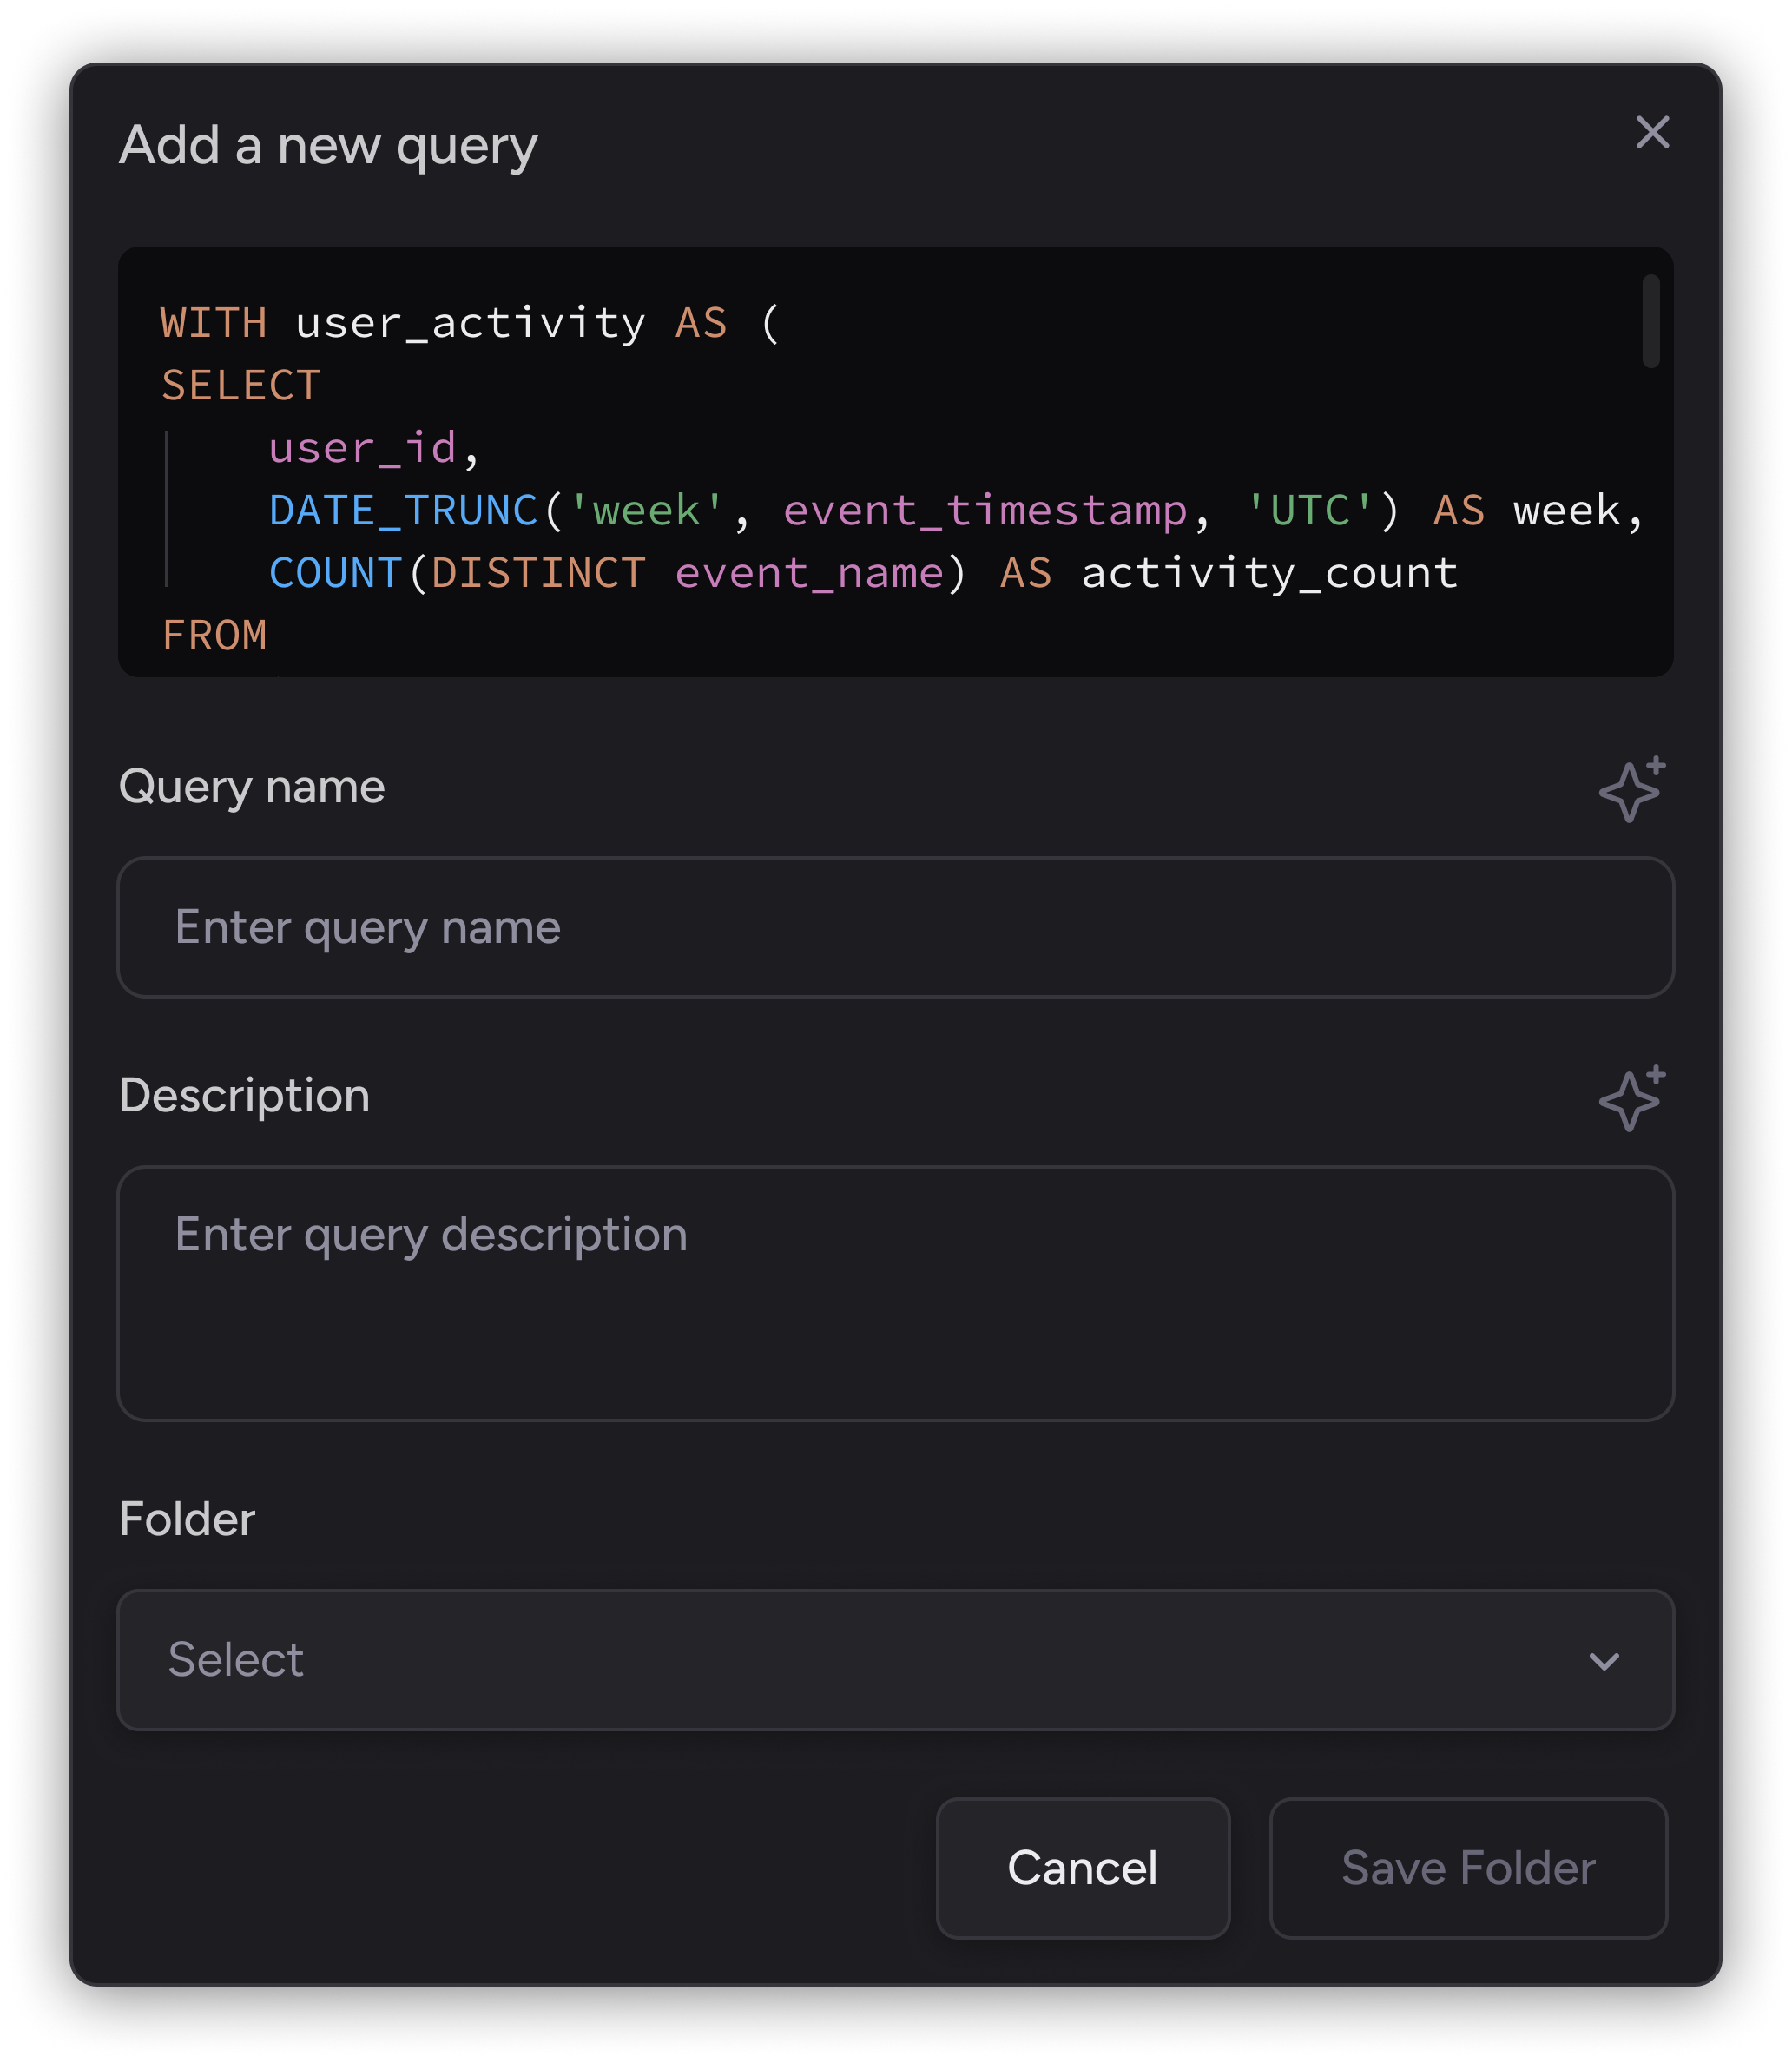 Add a new query
WITH user_activity AS (
SELECT
    user_id,
    DATE_TRUNC('week', event_timestamp, 'UTC') AS week,
    COUNT(DISTINCT event_name) AS activity_count
FROM
Query name
Enter query name
Description
Enter query description
Folder
Select
Cancel
Save Folder